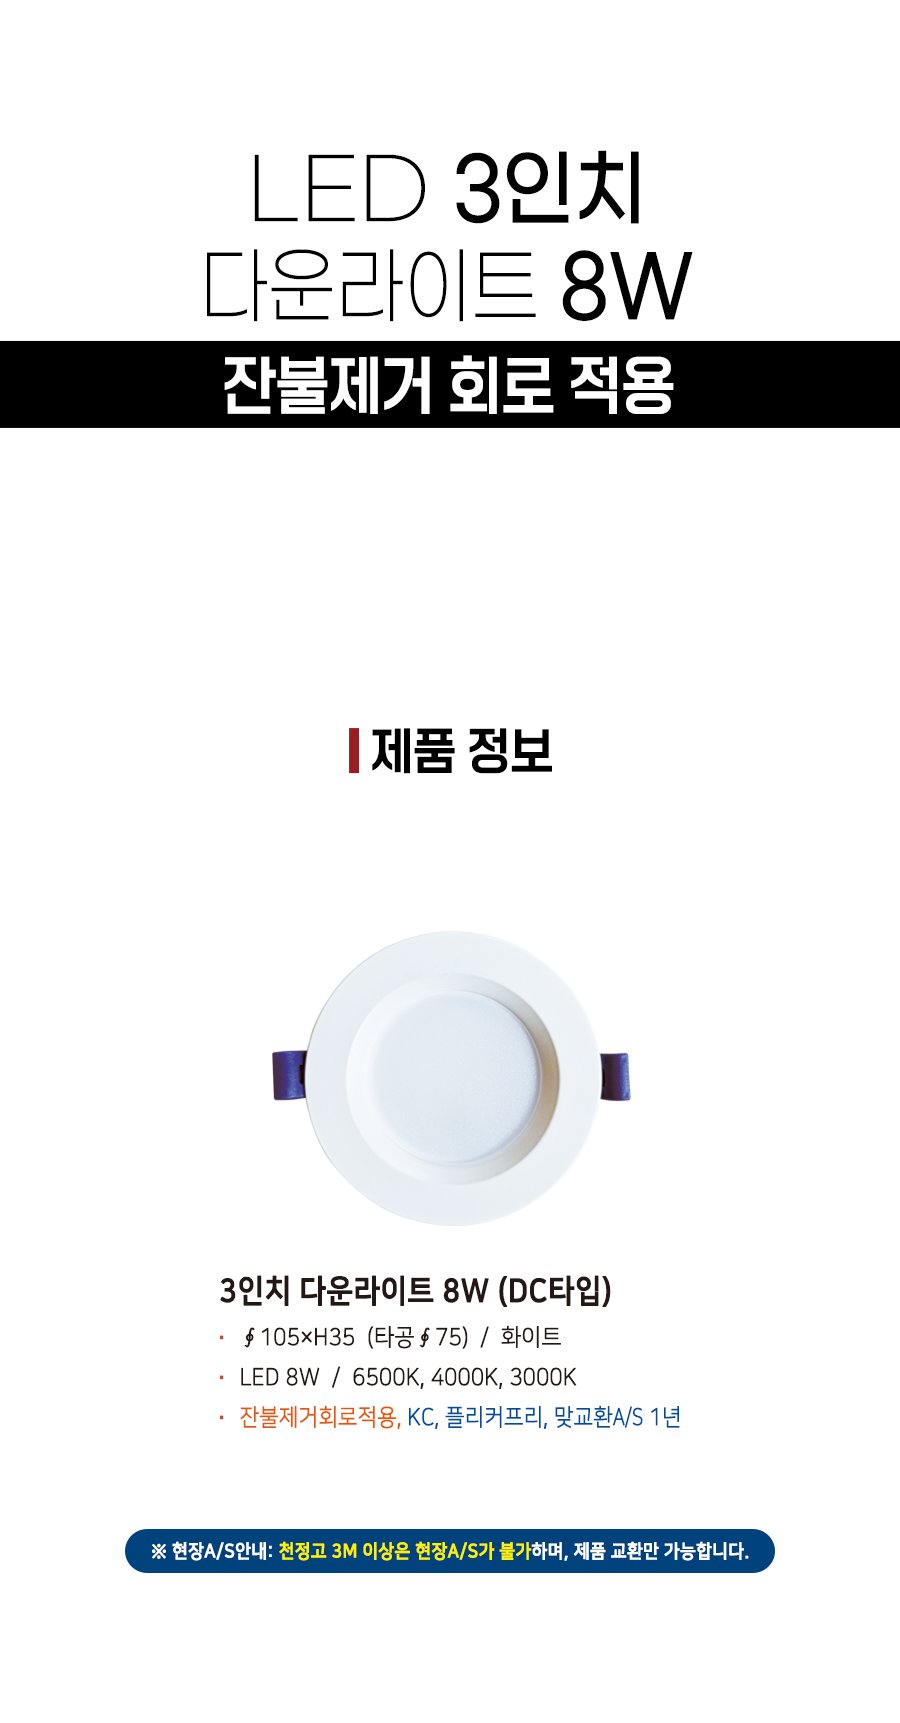 LED 3인치
다운라이트 8W
잔불제거 회로 적용
제품 정보
3인치 다운라이트 8W (DC타입)
· ∮105×H35 (타공∮75) / 화이트
· LED 8W / 6500K, 4000K, 3000K
· 잔불제거회로적용, KC, 플리커프리, 맞교환A/S 1년
※ 현장A/S안내: 천정고 3M 이상은 현장A/S가 불가하며, 제품 교환만 가능합니다.